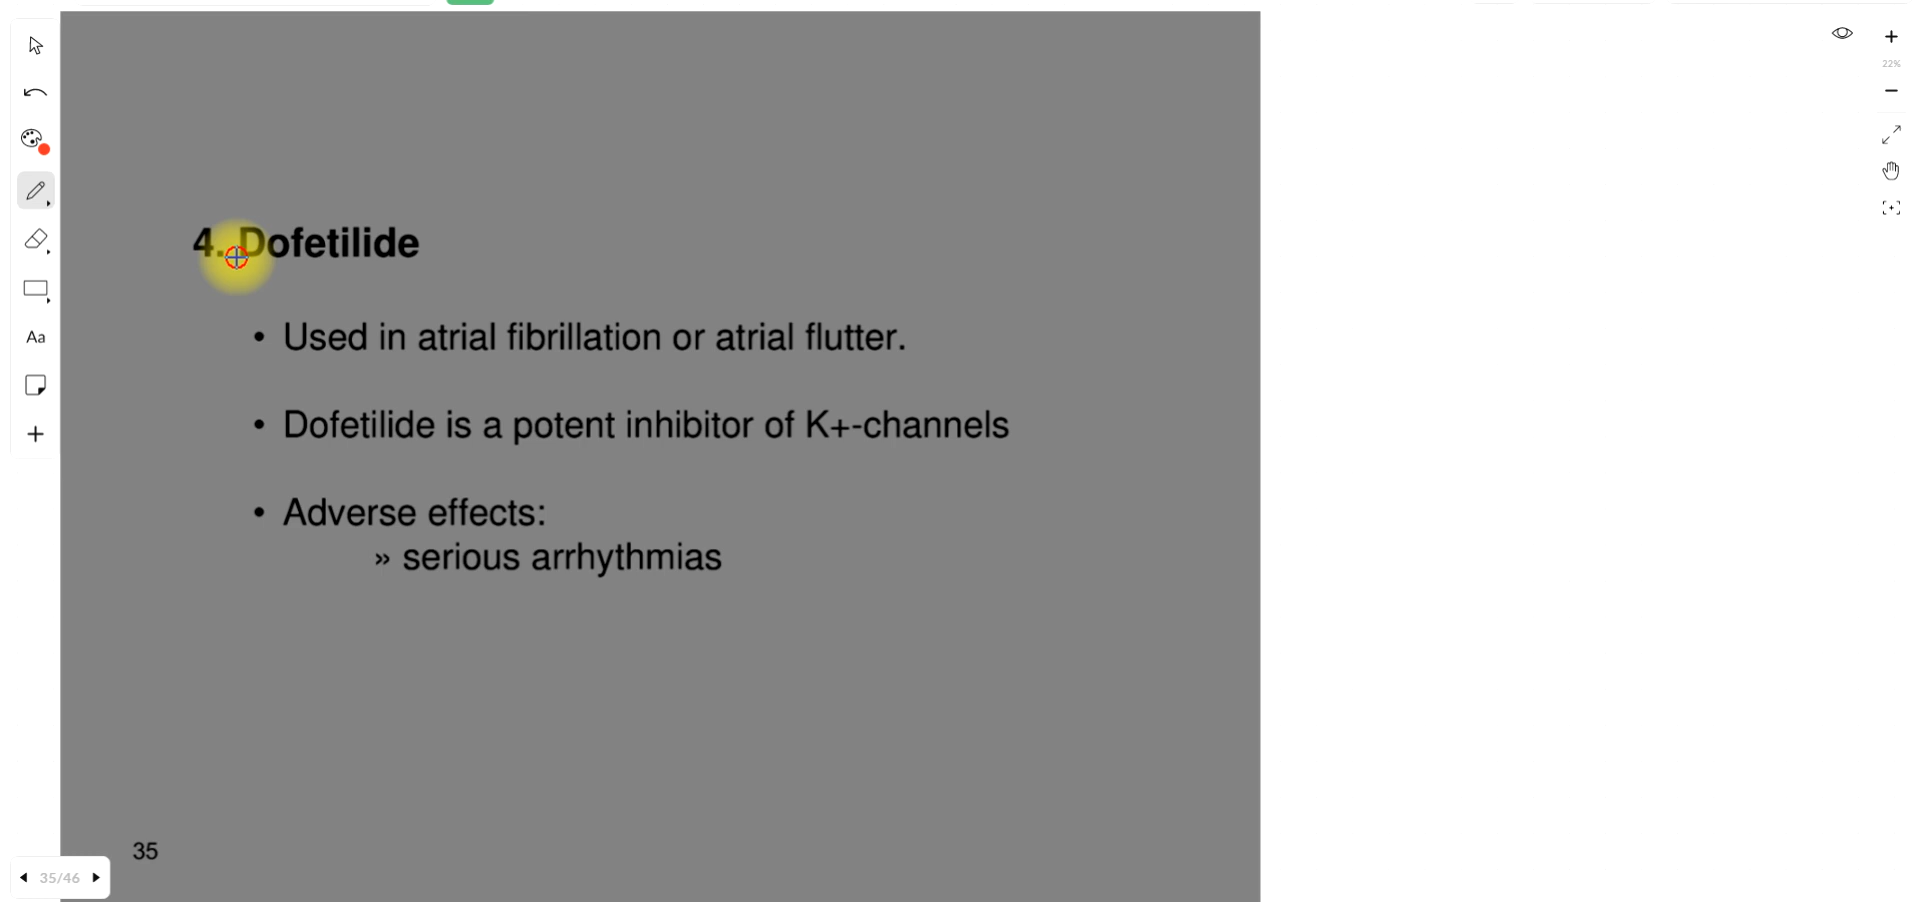 22%
4. Dofetilide
• Used in atrial fibrillation or atrial flutter.
• Dofetilide is a potent inhibitor of K+-channels
• Adverse effects:
» serious arrhythmias
Aa
35
35/46